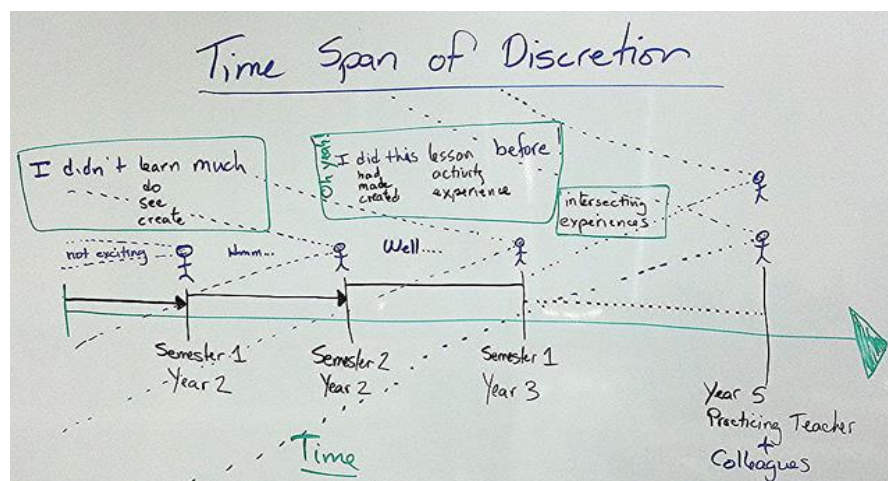 Time Span of Discretion
I didn't learn much
do
see
create
Oh yeah!
I did this lesson before!
had activity
made experience
created
intersecting
experiences
not exciting
Hmm...
Well....
Semester 1
Year 2
Semester 2
Year 2
Semester 1
Year 3
Year 5
Practicing Teacher
+
Colleagues
Time